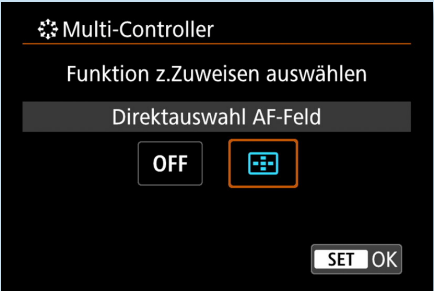 Multi-Controller
Funktion z.Zuweisen auswählen
Direktauswahl AF-Feld
OFF
SET OK